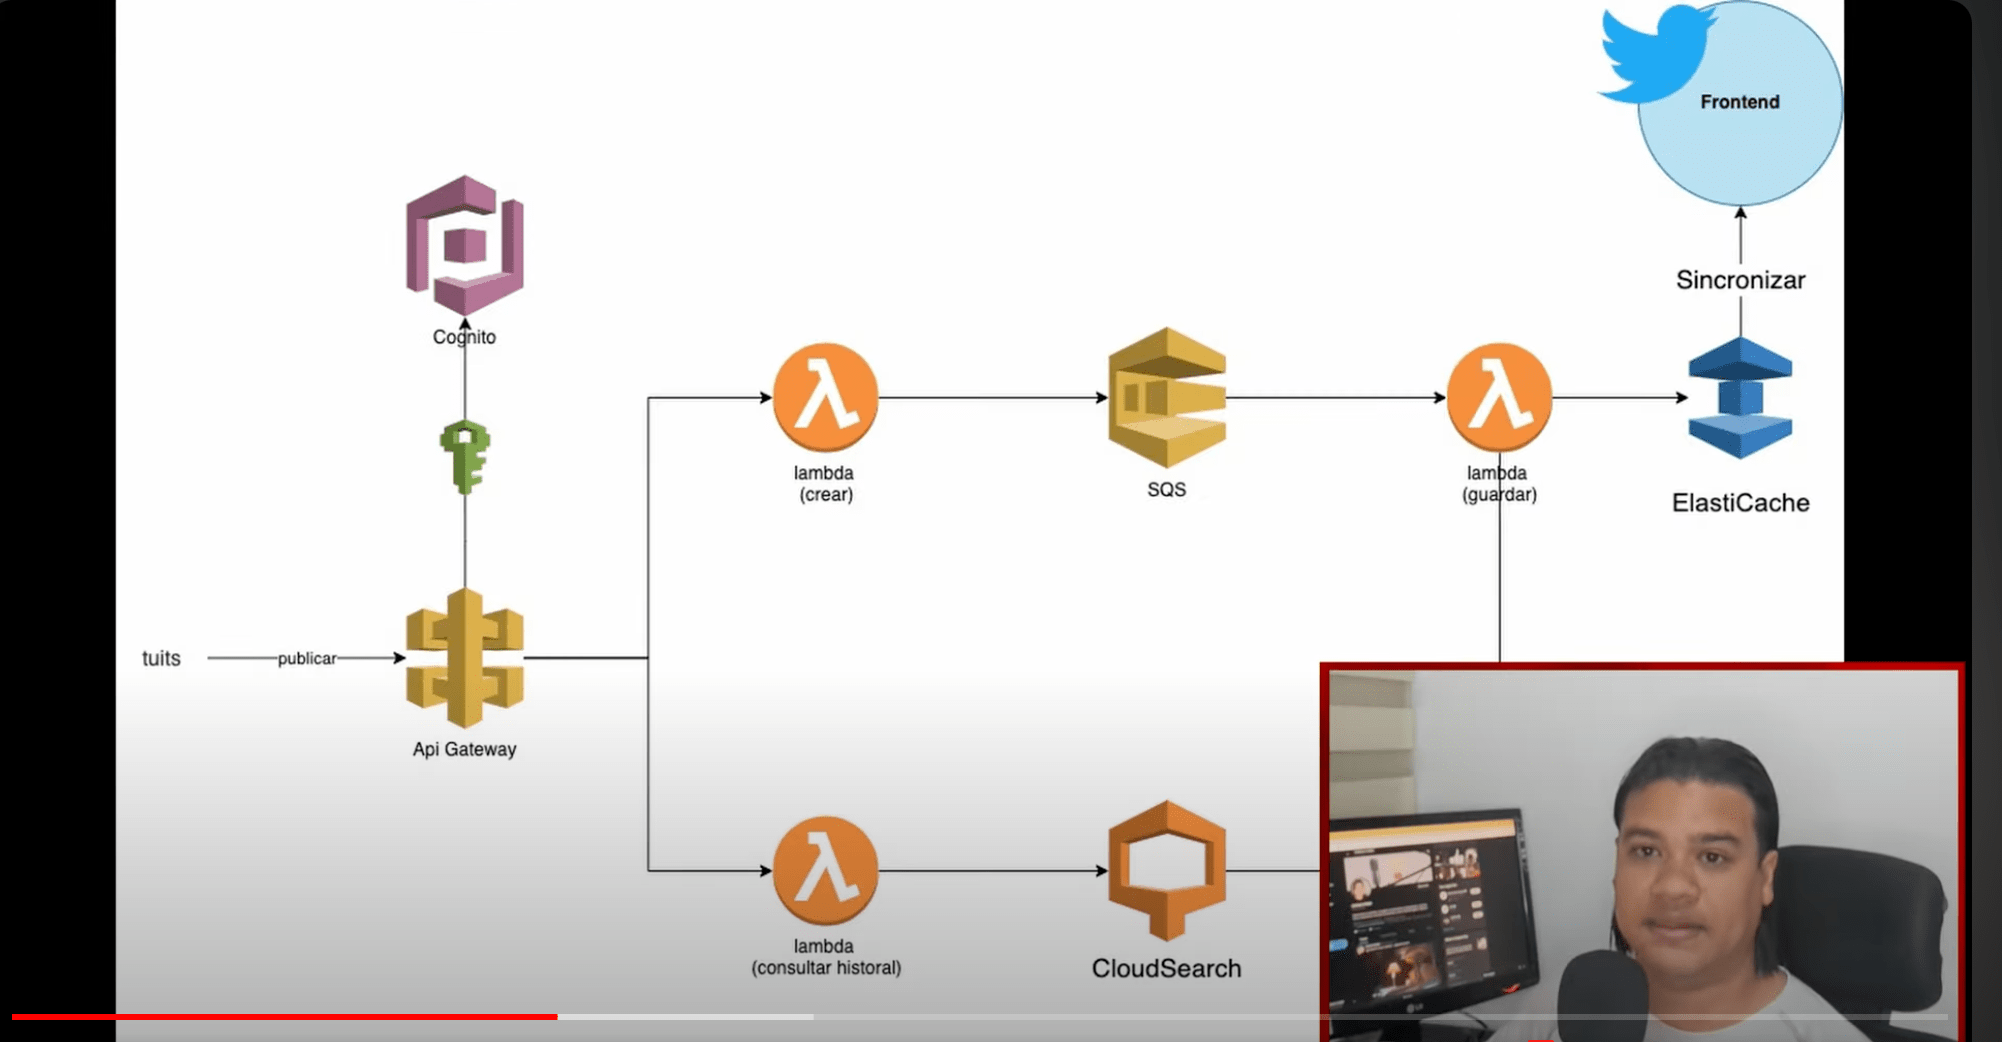 Frontend
Sincronizar
Cognito
lambda
(crear)
SQS
lambda
(guardar)
ElastiCache
tuits
publicar
Api Gateway
lambda
(consultar historal)
CloudSearch